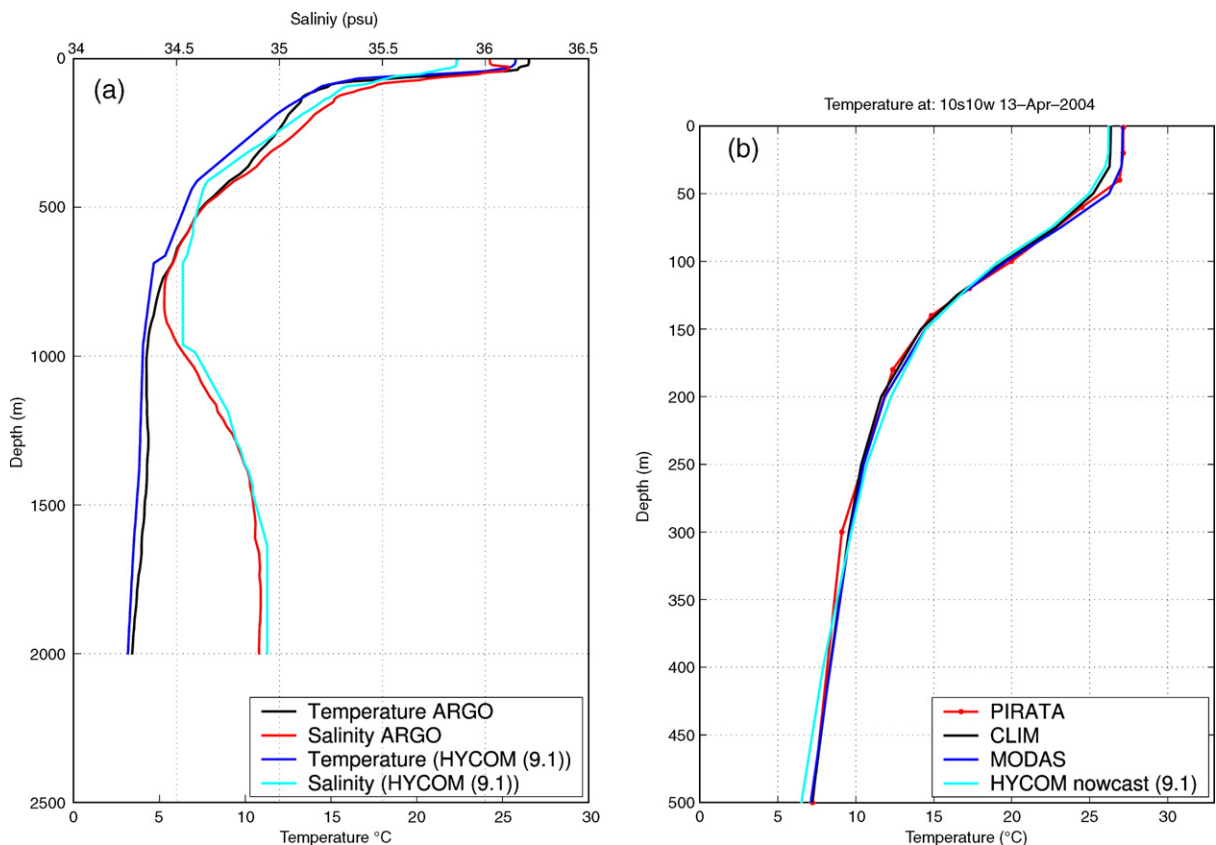 Saliniy (psu)
34 34.5 35 35.5 36 36.5
(a)
0
500
1000
1500
2000
2500
Depth (m)
Temperature ARGO
Salinity ARGO
Temperature (HYCOM (9.1))
Salinity (HYCOM (9.1))
0 5 10 15 20 25 30
Temperature °C
Temperature at: 10s10w 13–Apr–2004
(b)
0
50
100
150
200
250
300
350
400
450
500
Depth (m)
PIRATA
CLIM
MODAS
HYCOM nowcast (9.1)
0 5 10 15 20 25 30
Temperature (°C)